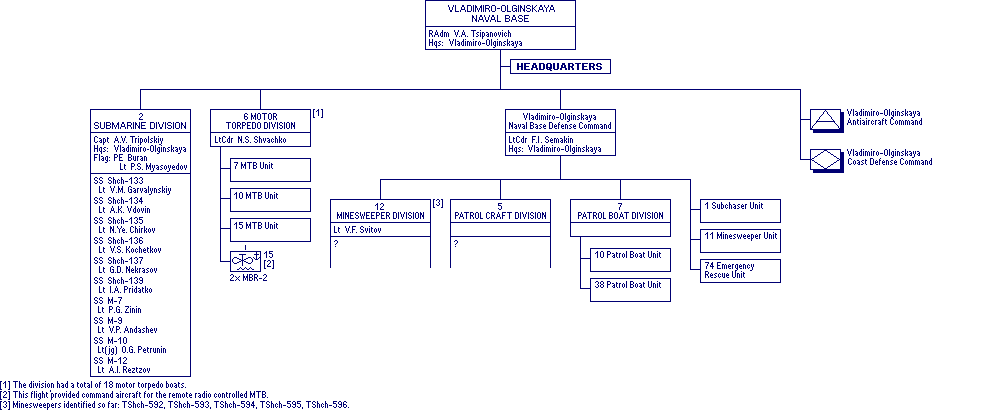 VLADIMIRO-OLGINSKAYA
NAVAL BASE
RAdm V.A. Tsipanovich
Hqs: Vladimiro-Olginskaya
HEADQUARTERS
2
SUBMARINE DIVISION
Capt A.V. Tripolskiy
Hqs: Vladimiro-Olginskaya
Flag: PE Buran
Lt P.S. Myasoyedov
SS Shch-133
Lt V.M. Garvalynskiy
SS Shch-134
Lt A.K. Vdovin
SS Shch-135
Lt N.Ye. Chirkov
SS Shch-136
Lt V.S. Kochetkov
SS Shch-137
Lt G.D. Nekrasov
SS Shch-139
Lt I.A. Pridatko
SS M-7
Lt P.G. Zinin
SS M-9
Lt V.P. Andashev
SS M-10
Lt(jg) O.G. Petrunin
SS M-12
Lt A.I. Reztzov
6 MOTOR
TORPEDO DIVISION
[1]
LtCdr N.S. Shvachko
7 MTB Unit
10 MTB Unit
15 MTB Unit
15
[2]
2x MBR-2
Vladimiro-Olginskaya
Naval Base Defense Command
LtCdr F.I. Semakin
Hqs: Vladimiro-Olginskaya
12
MINESWEEPER DIVISION
[3]
Lt V.F. Svitov
?
5
PATROL CRAFT DIVISION
?
7
PATROL BOAT DIVISION
10 Patrol Boat Unit
38 Patrol Boat Unit
1 Subchaser Unit
11 Minesweeper Unit
74 Emergency
Rescue Unit
Vladimiro-Olginskaya
Antiaircraft Command
Vladimiro-Olginskaya
Coast Defense Command
[1] The division had a total of 18 motor torpedo boats.
[2] This flight provided command aircraft for the remote radio controlled MTB.
[3] Minesweepers identified so far: TShch-592, TShch-593, TShch-594, TShch-595, TShch-596.